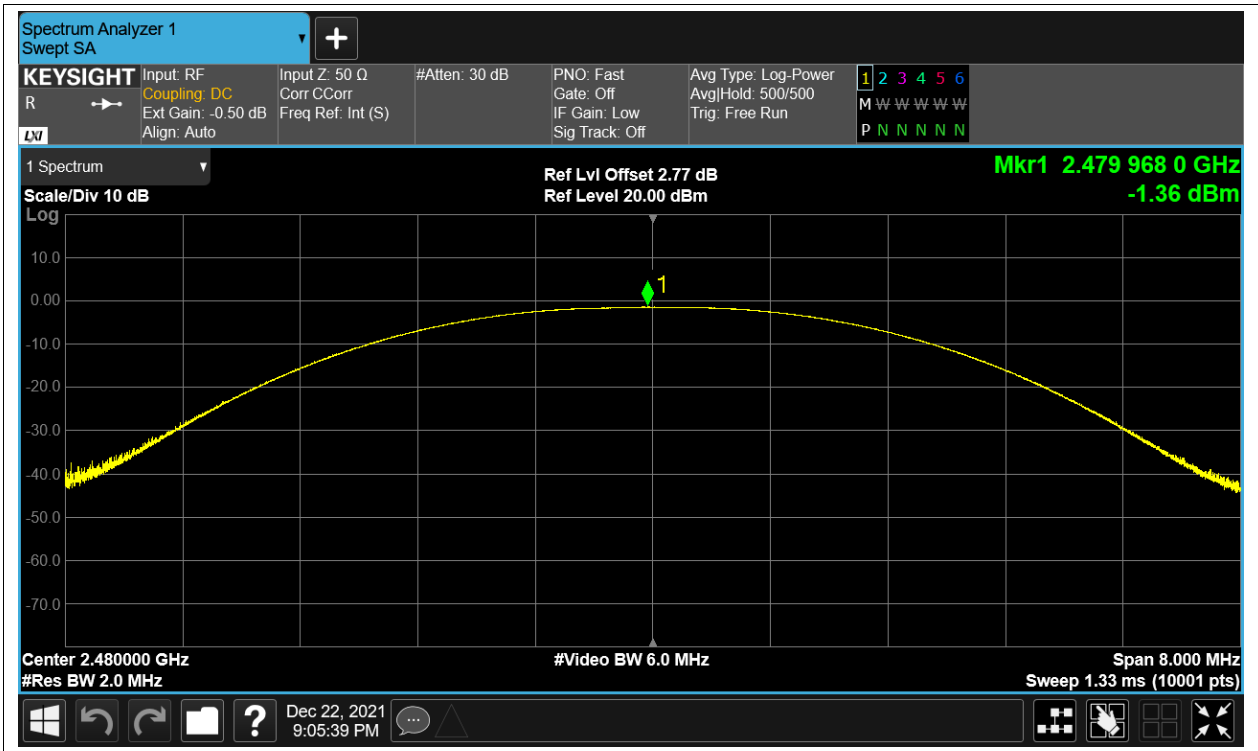 Spectrum Analyzer 1
Swept SA
+
KEYSIGHT
R
LXI
Input: RF
Coupling: DC
Ext Gain: -0.50 dB
Align: Auto
Input Z: 50 Ω
Corr CCorr
Freq Ref: Int (S)
#Atten: 30 dB
PNO: Fast
Gate: Off
IF Gain: Low
Sig Track: Off
Avg Type: Log-Power
Avg|Hold: 500/500
Trig: Free Run
1 2 3 4 5 6
M W W W W W
P N N N N N
1 Spectrum
Scale/Div 10 dB
Log
Ref Lvl Offset 2.77 dB
Ref Level 20.00 dBm
Mkr1 2.479 968 0 GHz
-1.36 dBm
10.0
0.00
-10.0
-20.0
-30.0
-40.0
-50.0
-60.0
-70.0
1
Center 2.480000 GHz
#Res BW 2.0 MHz
#Video BW 6.0 MHz
Span 8.000 MHz
Sweep 1.33 ms (10001 pts)
?
Dec 22, 2021
9:05:39 PM